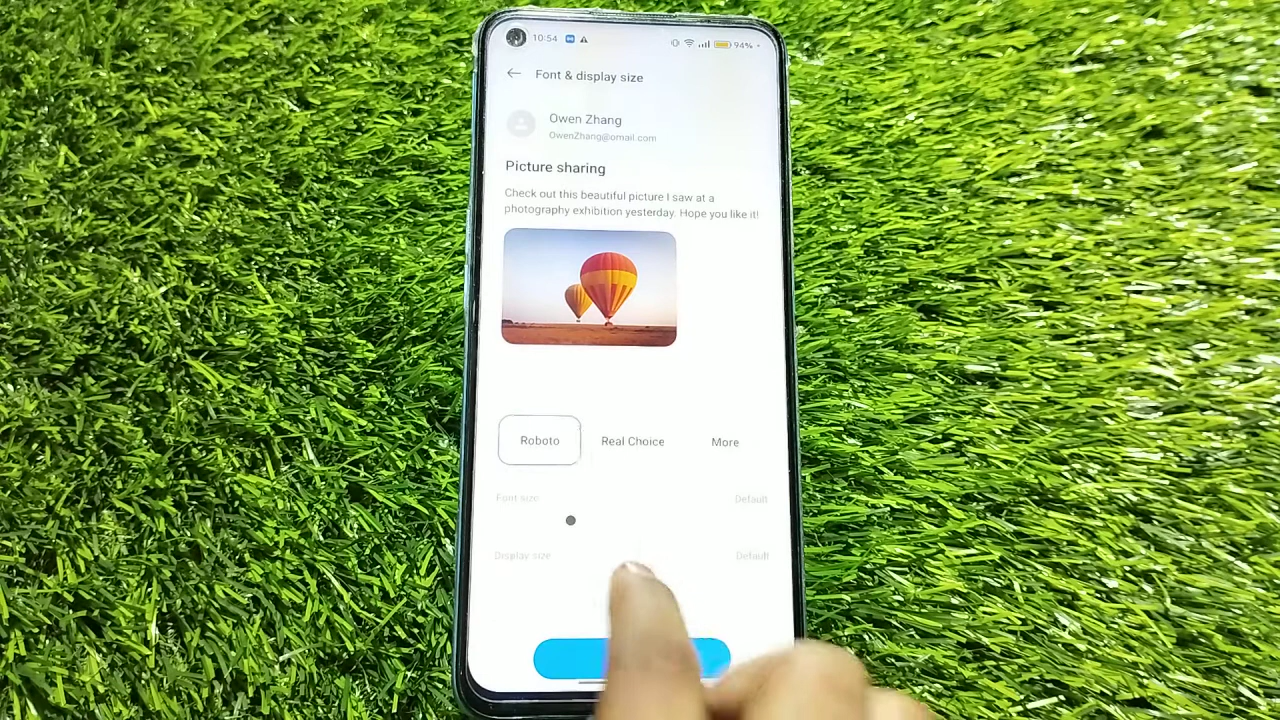 10:54
94%
Font & display size
Owen Zhang
OwenZhang@omail.com
Picture sharing
Check out this beautiful picture I saw at a
photography exhibition yesterday. Hope you like it!
Roboto Real Choice More
Font size Default
Display size Default